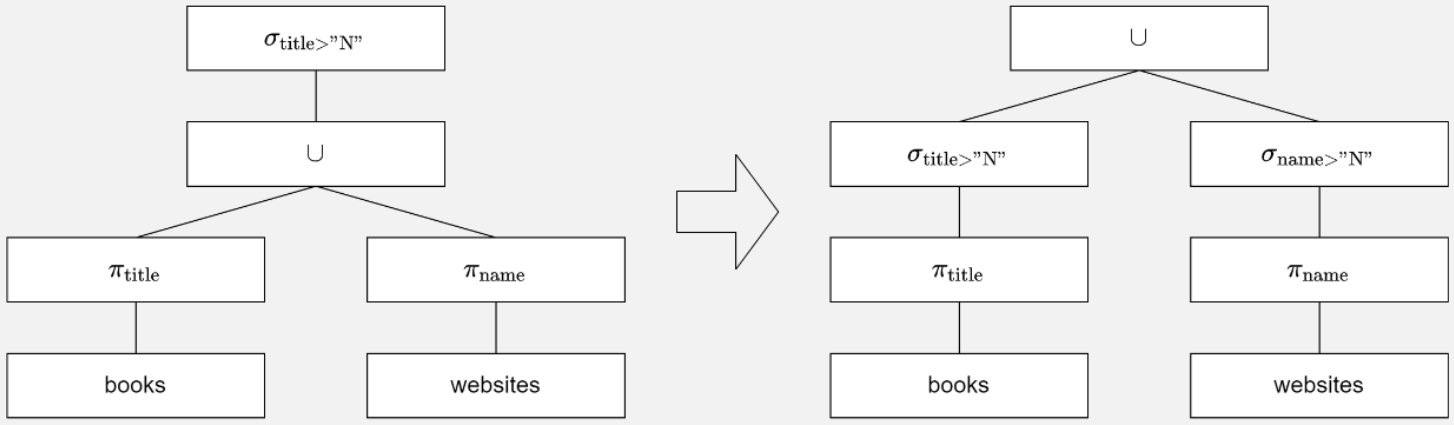 σtitle>”N” ∪
∪ σtitle>”N” σname>”N”
πtitle πname πtitle πname
books websites books websites